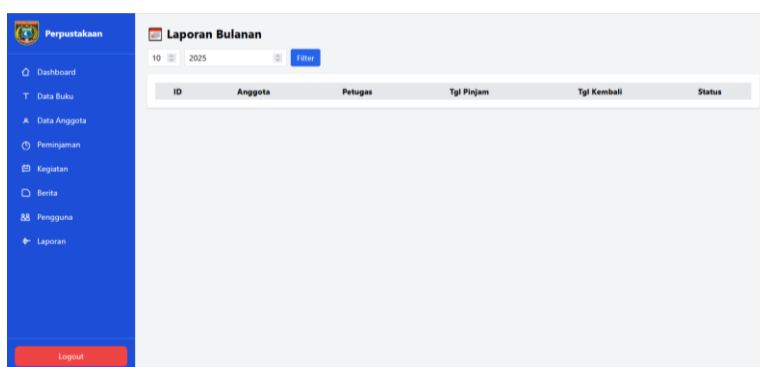 Perpustakaan
Dashboard
Data Buku
Data Anggota
Peminjaman
Kegiatan
Berita
Pengguna
Laporan
Logout
Laporan Bulanan
10 2025 Filter
ID Anggota Petugas Tgl Pinjam Tgl Kembali Status